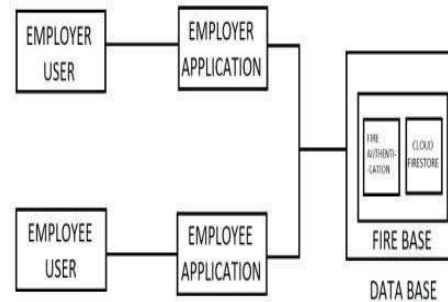 EMPLOYER
USER
EMPLOYER
APPLICATION
FIRE
AUTHENTI-
-CATION
CLOUD
FIRESTORE
FIRE BASE
EMPLOYEE
USER
EMPLOYEE
APPLICATION
DATA BASE